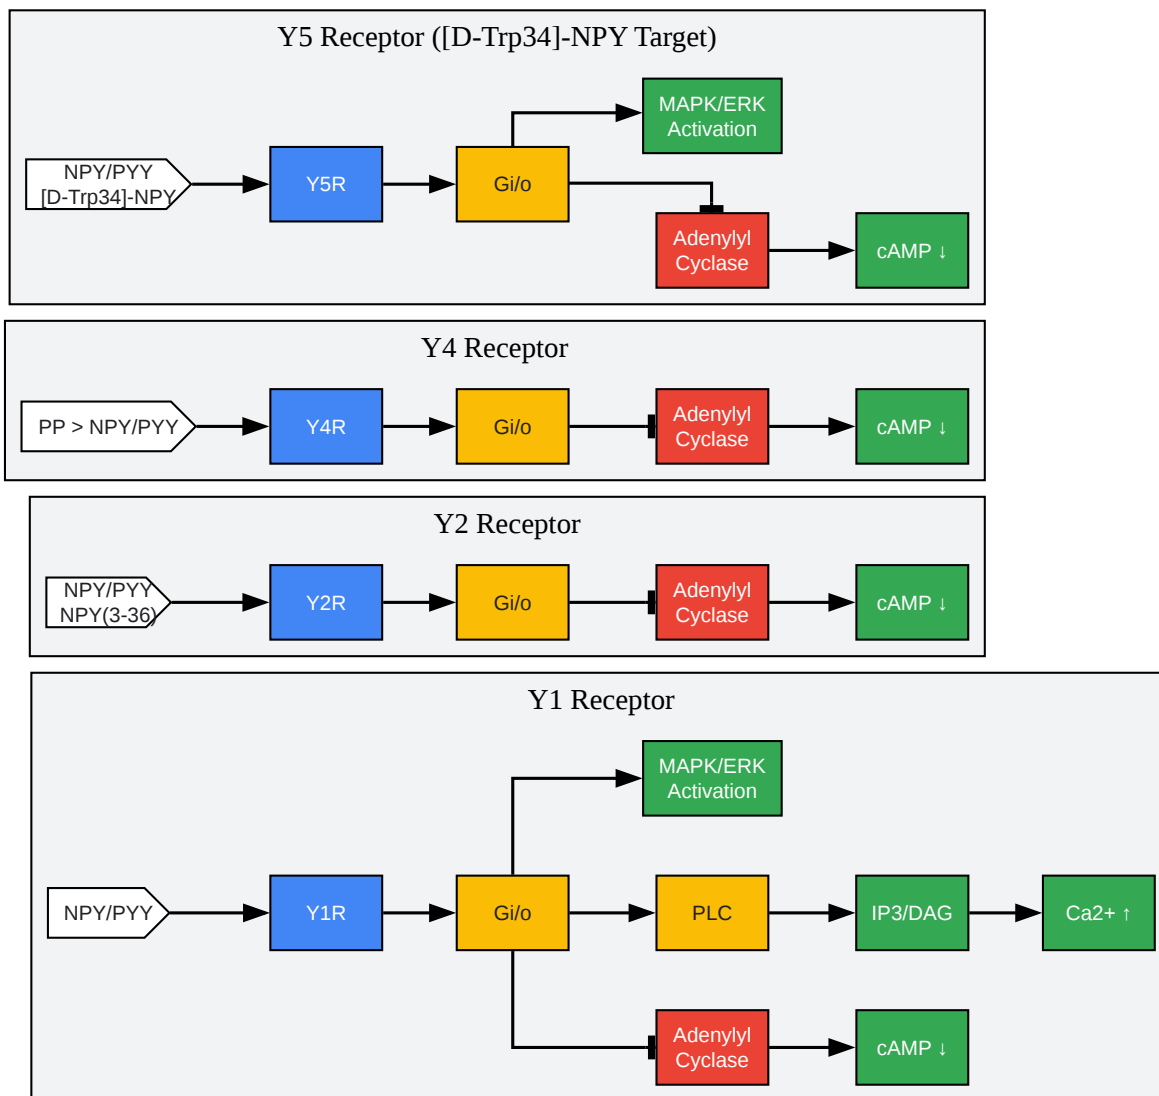 Y5 Receptor ([D-Trp34]-NPY Target)
MAPK/ERK
Activation
NPY/PYY
[D-Trp34]-NPY
Y5R
Gi/o
Adenylyl
Cyclase
cAMP ↓
Y4 Receptor
PP > NPY/PYY
Y4R
Gi/o
Adenylyl
Cyclase
cAMP ↓
Y2 Receptor
NPY/PYY
NPY(3-36)
Y2R
Gi/o
Adenylyl
Cyclase
cAMP ↓
Y1 Receptor
MAPK/ERK
Activation
NPY/PYY
Y1R
Gi/o
PLC
IP3/DAG
Ca2+ ↑
Adenylyl
Cyclase
cAMP ↓